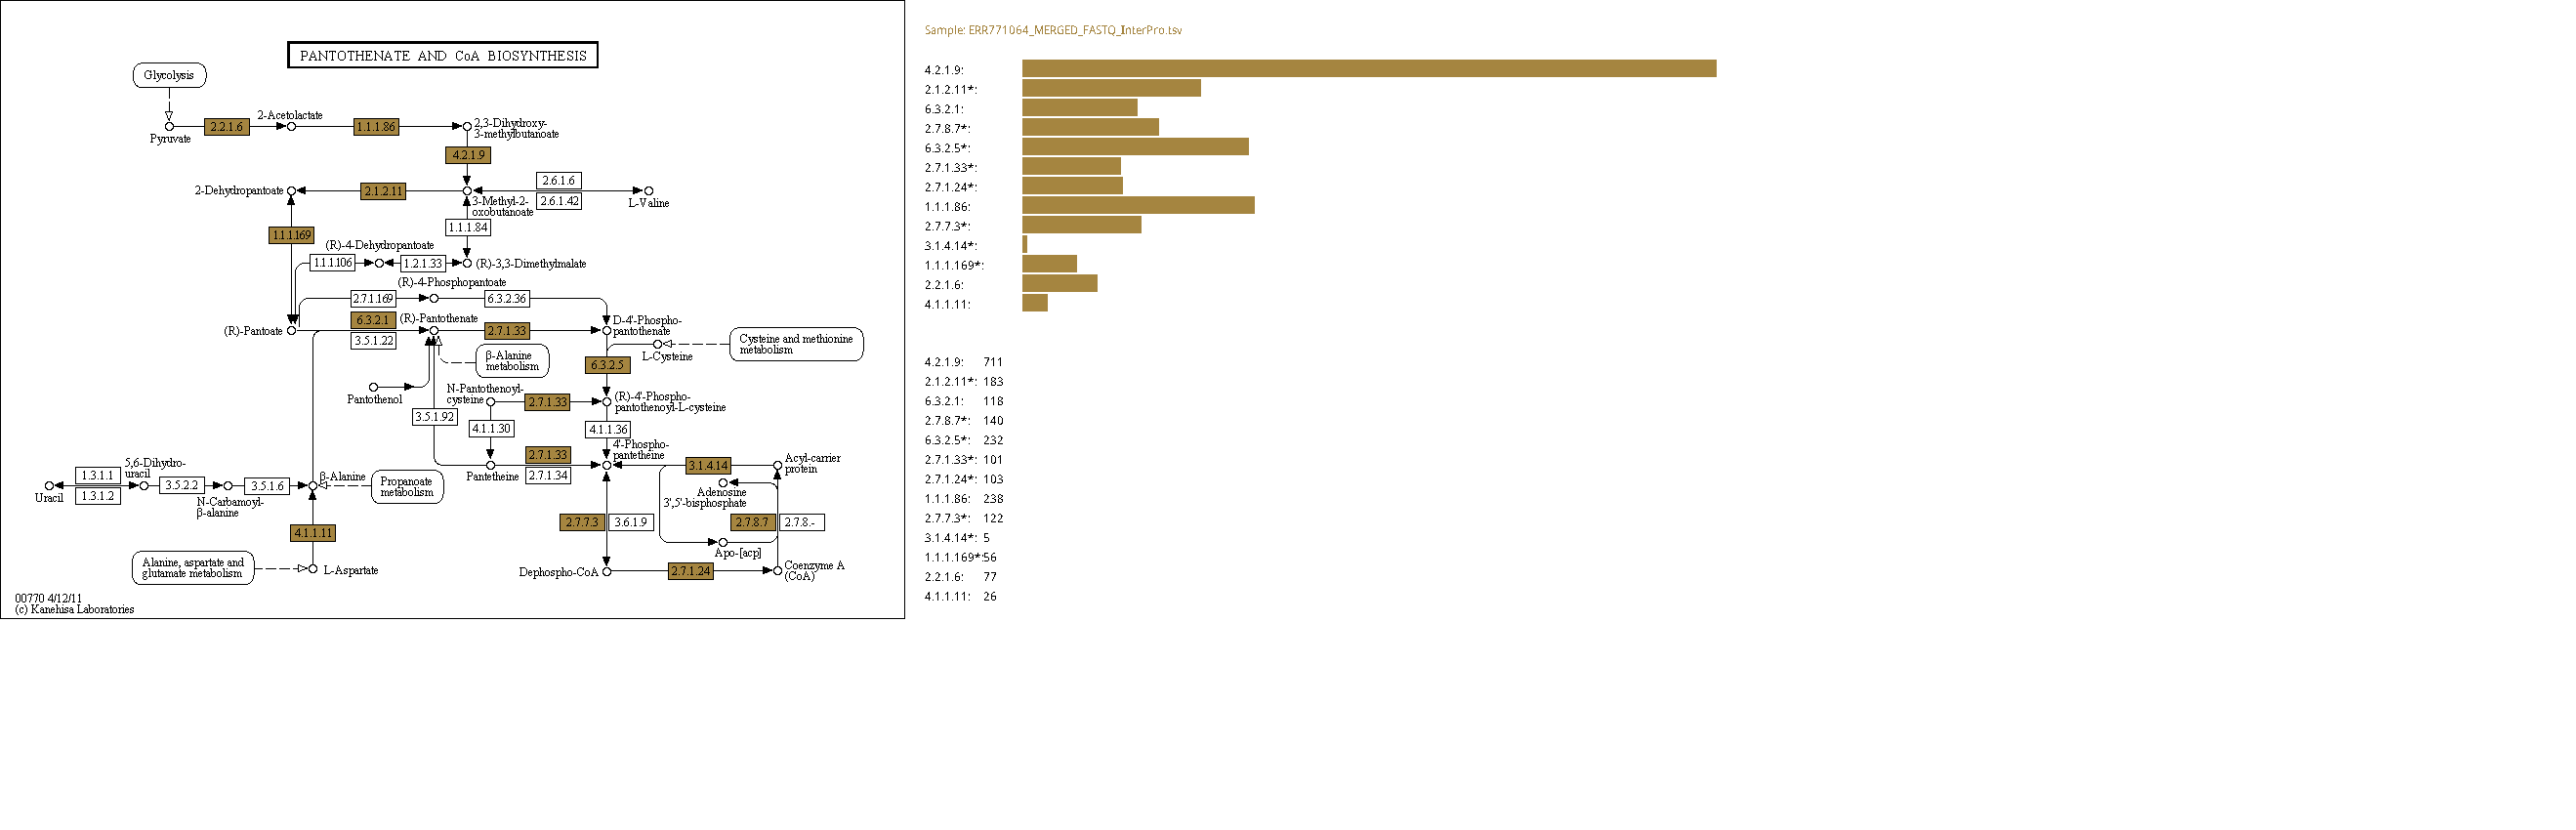 PANTOTHENATE AND CoA BIOSYNTHESIS
Glycolysis
2-Acetolactate
2.2.1.6
1.1.1.86
2,3-Dihydroxy-
3-methylbutanoate
Pyruvate
4.2.1.9
2-Dehydropantoate
2.1.2.11
2.6.1.6
2.6.1.42
3-Methyl-2-
oxobutanoate
L-Valine
1.1.1.84
1.1.1.169
(R)-4-Dehydropantoate
1.1.1.106
1.2.1.33
(R)-3,3-Dimethylmalate
(R)-4-Phosphopantoate
2.7.1.169
6.3.2.36
6.3.2.1
(R)-Pantothenate
D-4'-Phospho-
pantothenate
(R)-Pantoate
2.7.1.33
3.5.1.22
Cysteine and methionine
metabolism
β-Alanine
metabolism
L-Cysteine
6.3.2.5
Pantothenol
N-Pantothenoyl-
cysteine
2.7.1.33
(R)-4'-Phospho-
pantothenoyl-L-cysteine
3.5.1.92
4.1.1.30
4.1.1.36
4'-Phospho-
pantetheine
2.7.1.33
3.1.4.14
Acyl-carrier
protein
Pantetheine
2.7.1.34
5,6-Dihydro-
uracil
1.3.1.1
1.3.1.2
3.5.2.2
3.5.1.6
β-Alanine
Propanoate
metabolism
Uracil
N-Carbamoyl-
β-alanine
Adenosine
3',5'-bisphosphate
4.1.1.11
2.7.7.3
3.6.1.9
2.7.8.7
2.7.8.-
Apo-[acp]
Alanine, aspartate and
glutamate metabolism
L-Aspartate
Dephospho-CoA
2.7.1.24
Coenzyme A
(CoA)
00770 4/12/11
(c) Kanehisa Laboratories
Sample: ERR771064_MERGED_FASTQ_InterPro.tsv
4.2.1.9:
2.1.2.11*:
6.3.2.1:
2.7.8.7*:
6.3.2.5*:
2.7.1.33*:
2.7.1.24*:
1.1.1.86:
2.7.7.3*:
3.1.4.14*:
1.1.1.169*:
2.2.1.6:
4.1.1.11:
4.2.1.9: 711
2.1.2.11*: 183
6.3.2.1: 118
2.7.8.7*: 140
6.3.2.5*: 232
2.7.1.33*: 101
2.7.1.24*: 103
1.1.1.86: 238
2.7.7.3*: 122
3.1.4.14*: 5
1.1.1.169*: 56
2.2.1.6: 77
4.1.1.11: 26